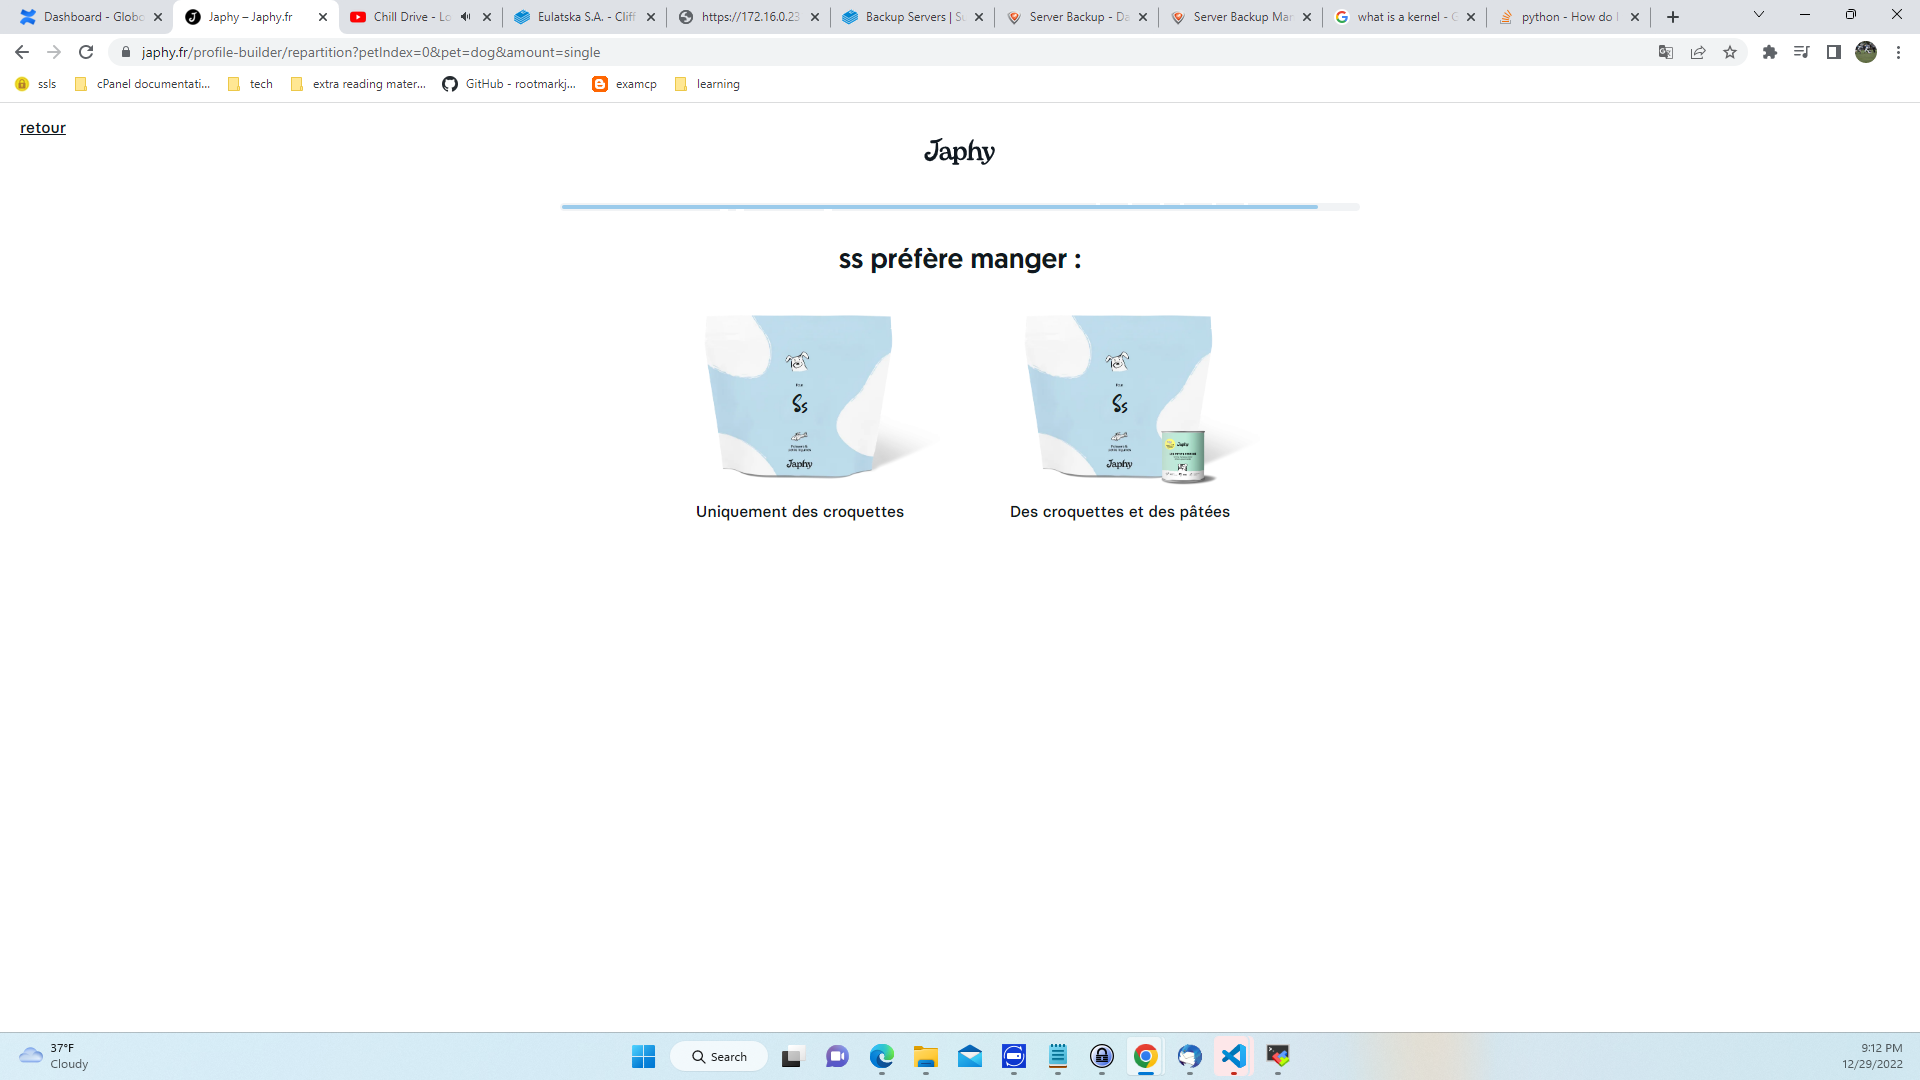 Dashboard - Globo
Japhy – Japhy.fr
Chill Drive - Lo
Eulatska S.A. - Cliff
https://172.16.0.23
Backup Servers | Su
Server Backup - Da
Server Backup Man
what is a kernel - G
python - How do I
japhy.fr/profile-builder/repartition?petIndex=0&pet=dog&amount=single
ssls
cPanel documentati...
tech
extra reading mater...
GitHub - rootmarkj...
examcp
learning
retour
Japhy
ss préfère manger :
Ss
Japhy
Ss
Japhy
Japhy
Uniquement des croquettes
Des croquettes et des pâtées
37°F
Cloudy
Search
9:12 PM
12/29/2022